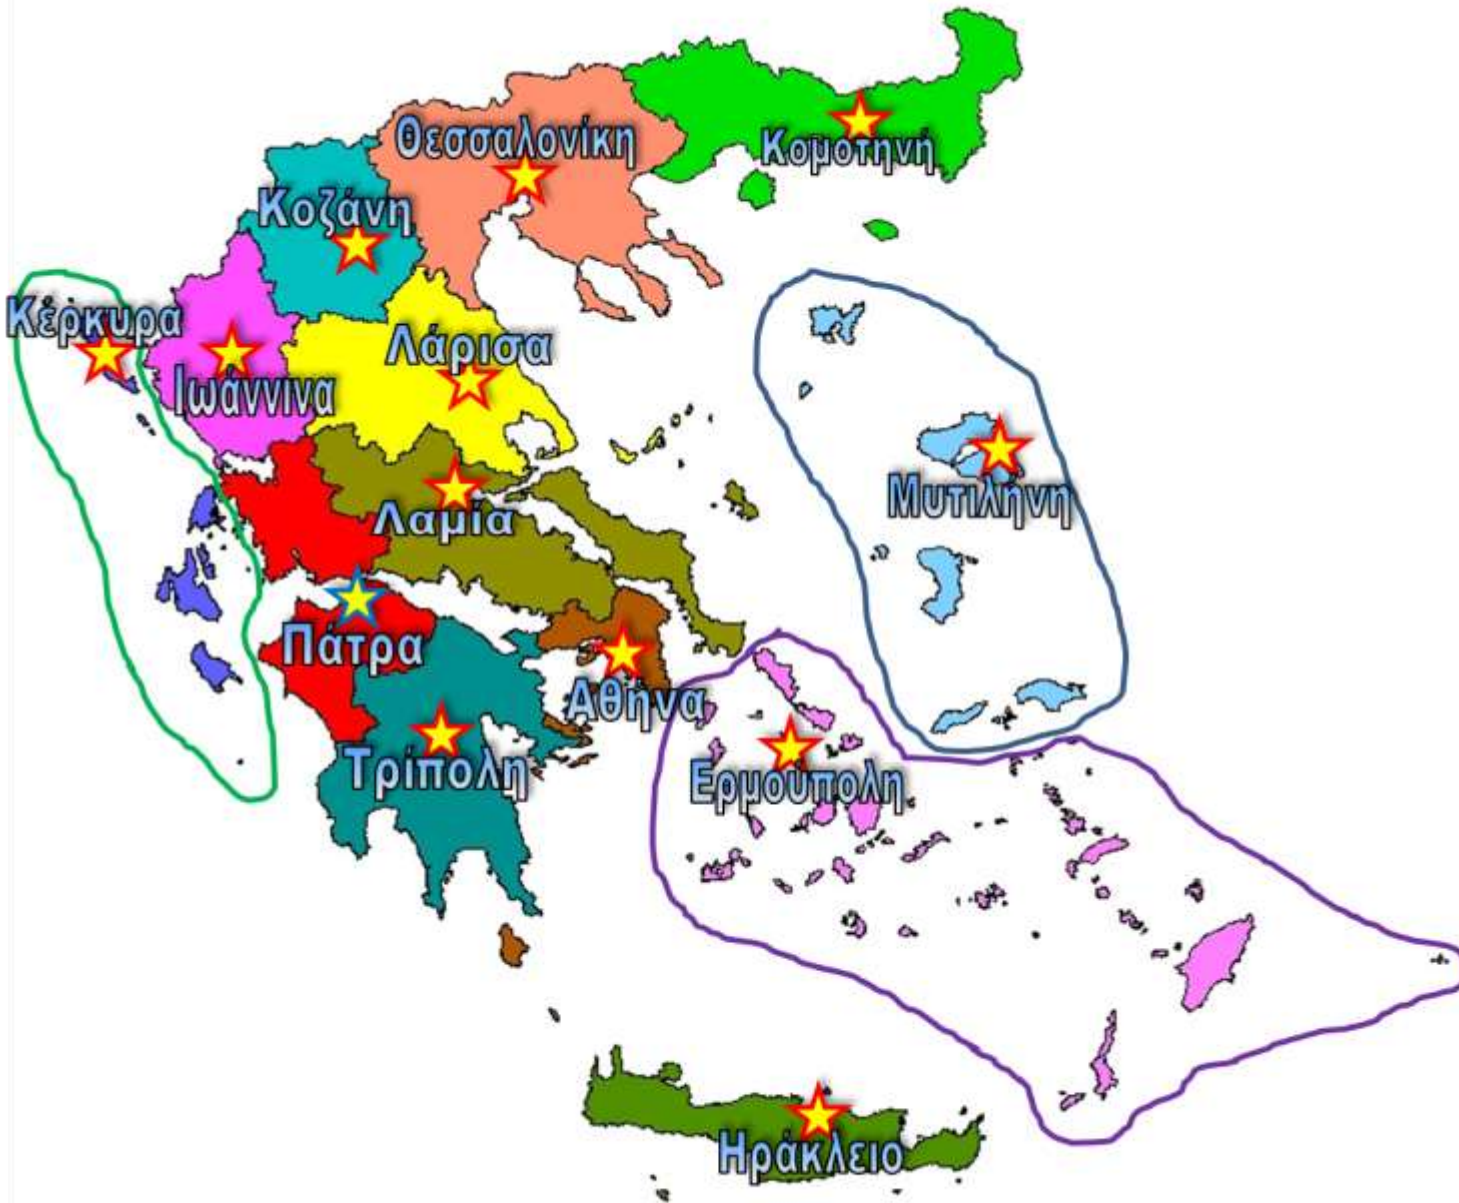 Θεσσαλονίκη
Κομοτηνή
Κοζάνη
Κέρκυρα
Λάρισα
Ιωάννινα
Μυτιλήνη
Λαμία
Πάτρα
Αθήνα
Τρίπολη
Ερμούπολη
Ηράκλειο